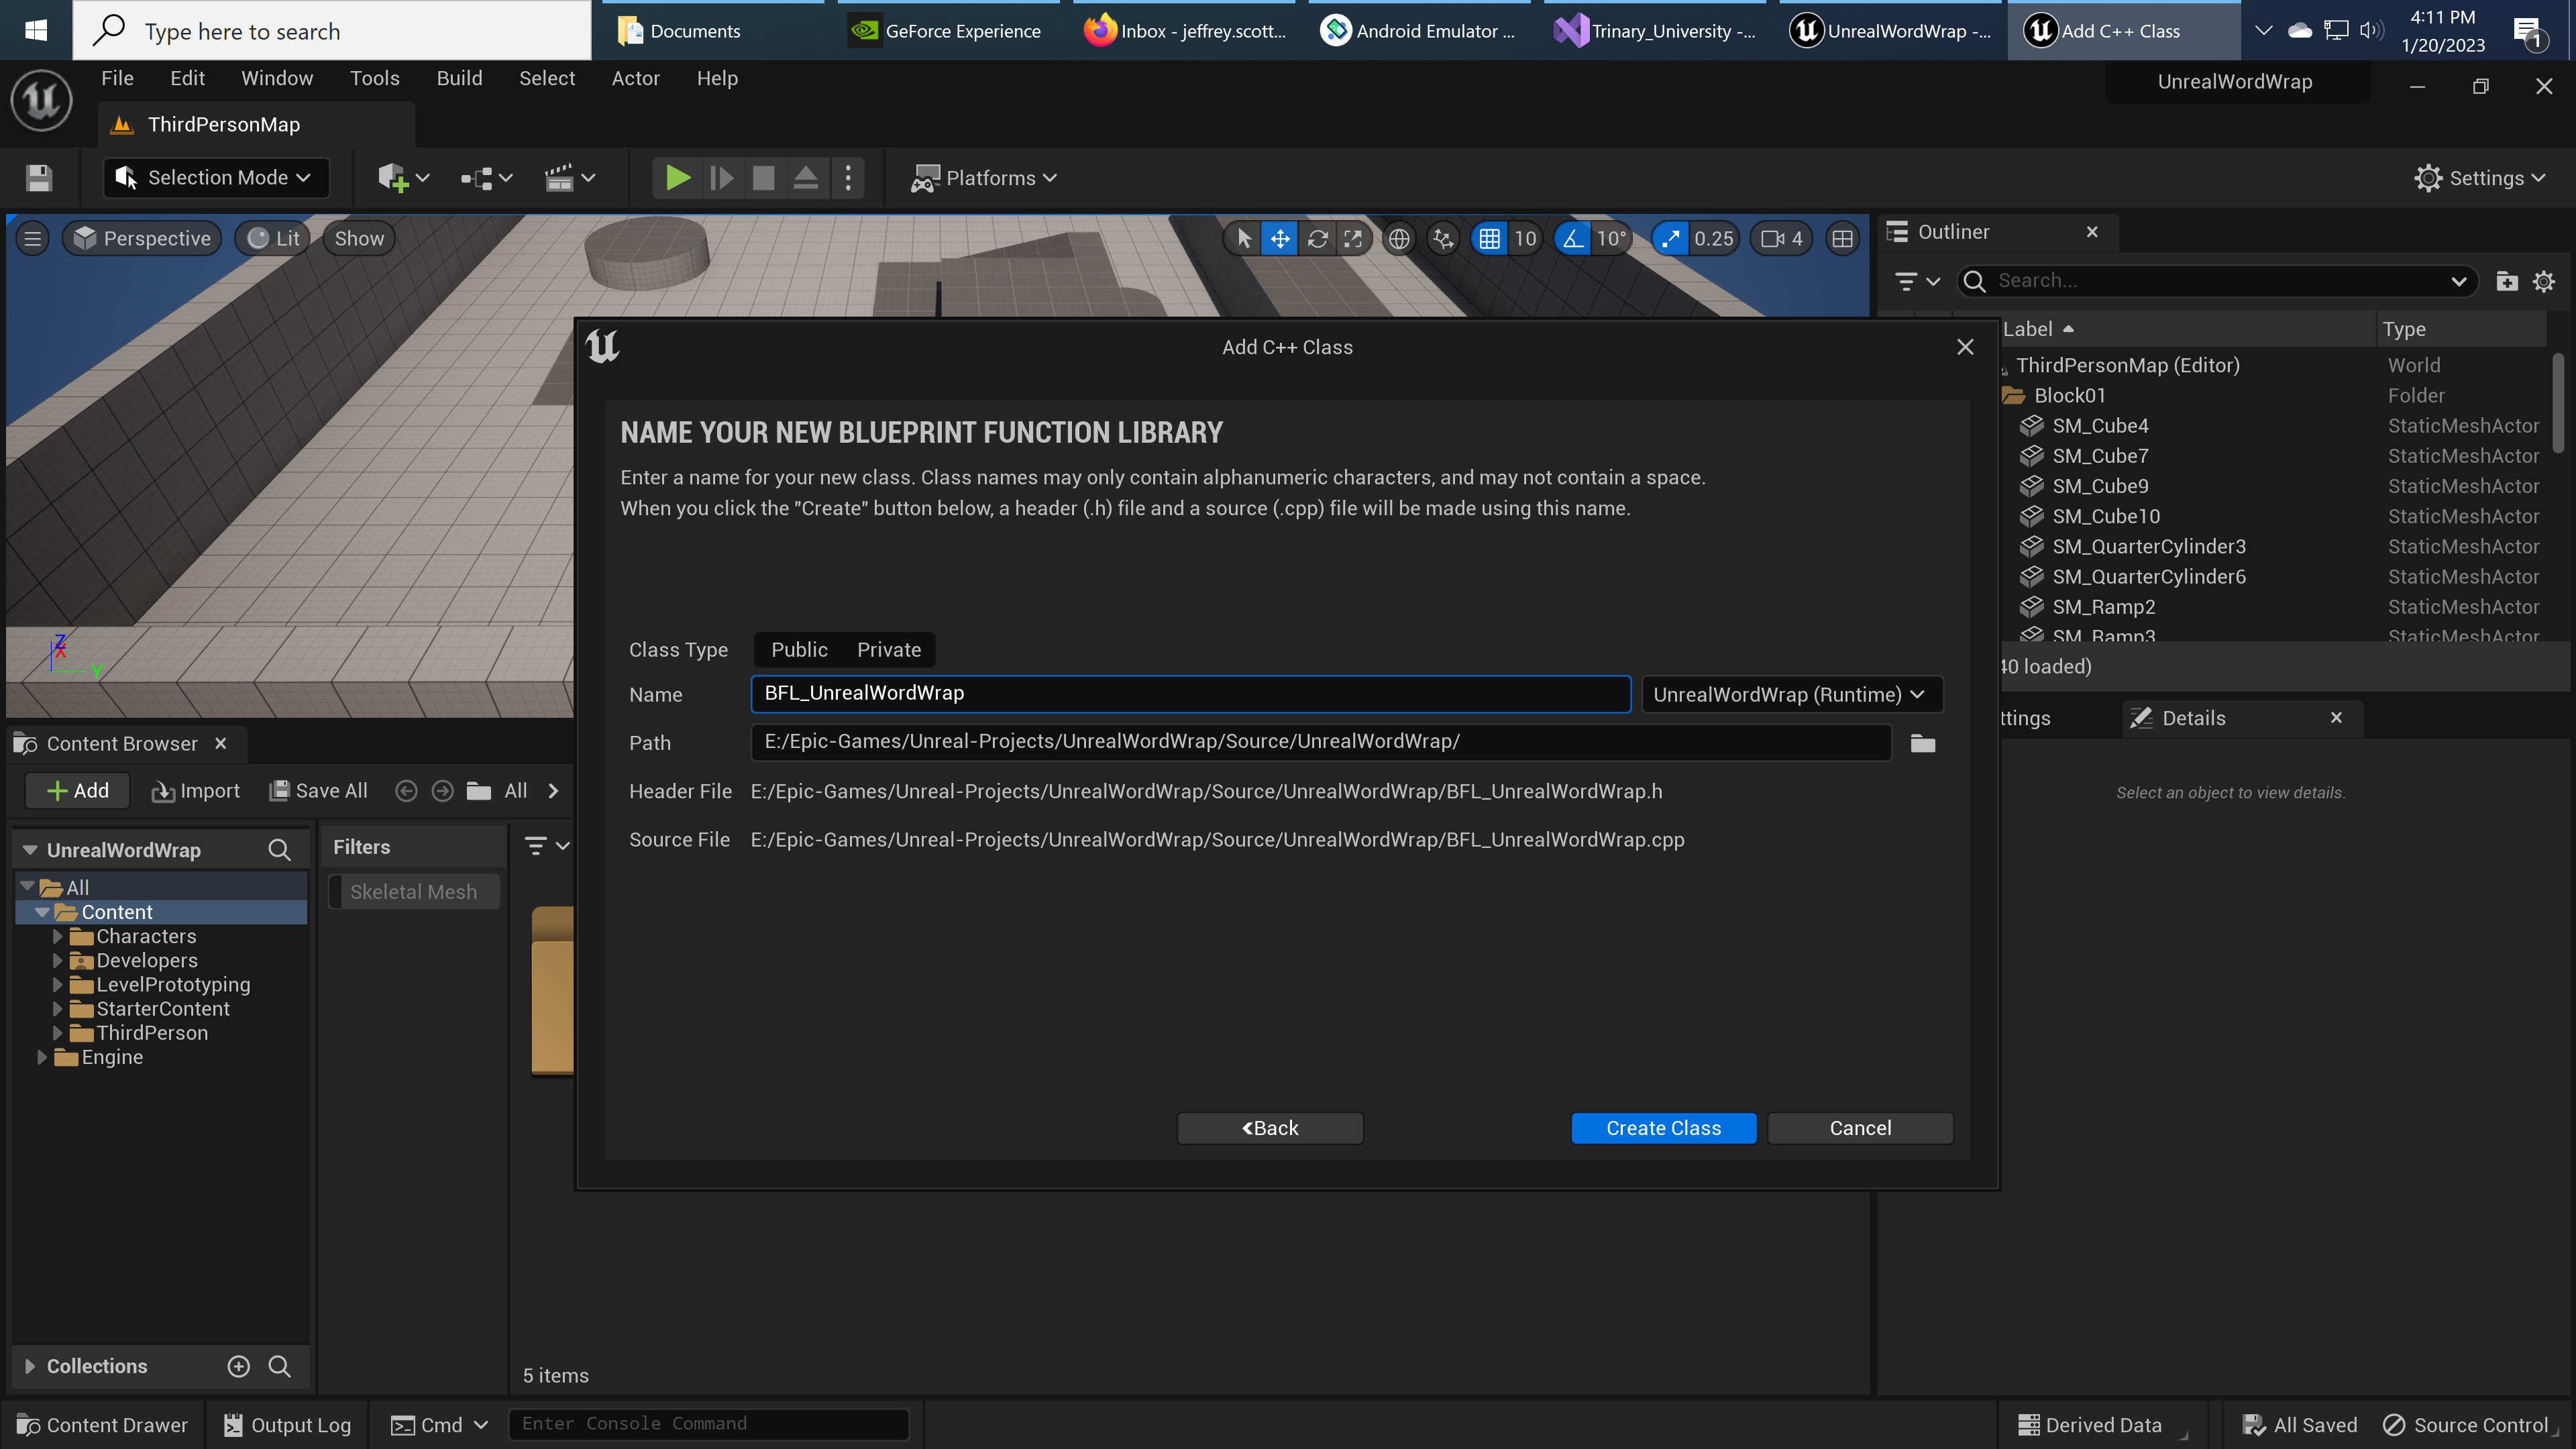 Type here to search
Documents
GeForce Experience
Inbox - jeffrey.scott...
Android Emulator ...
Trinary_University -...
UnrealWordWrap -...
Add C++ Class
4:11 PM
1/20/2023
1
File Edit Window Tools Build Select Actor Help
UnrealWordWrap
ThirdPersonMap
Selection Mode
Platforms
Settings
Perspective Lit Show
10 10° 0.25 4
Outliner
Search...
Label Type
ThirdPersonMap (Editor) World
Block01 Folder
SM_Cube4 StaticMeshActor
SM_Cube7 StaticMeshActor
SM_Cube9 StaticMeshActor
SM_Cube10 StaticMeshActor
SM_QuarterCylinder3 StaticMeshActor
SM_QuarterCylinder6 StaticMeshActor
SM_Ramp2 StaticMeshActor
SM_Ramp3 StaticMeshActor
40 loaded)
ttings
Details
Select an object to view details.
Add C++ Class
NAME YOUR NEW BLUEPRINT FUNCTION LIBRARY
Enter a name for your new class. Class names may only contain alphanumeric characters, and may not contain a space.
When you click the "Create" button below, a header (.h) file and a source (.cpp) file will be made using this name.
Class Type Public Private
Name BFL_UnrealWordWrap UnrealWordWrap (Runtime)
Path E:/Epic-Games/Unreal-Projects/UnrealWordWrap/Source/UnrealWordWrap/
Header File E:/Epic-Games/Unreal-Projects/UnrealWordWrap/Source/UnrealWordWrap/BFL_UnrealWordWrap.h
Source File E:/Epic-Games/Unreal-Projects/UnrealWordWrap/Source/UnrealWordWrap/BFL_UnrealWordWrap.cpp
<Back
Create Class
Cancel
Z
X
Y
Content Browser
Add Import Save All All
UnrealWordWrap
Filters
Skeletal Mesh
All
Content
Characters
Developers
LevelPrototyping
StarterContent
ThirdPerson
Engine
Collections
5 items
Content Drawer
Output Log
Cmd
Enter Console Command
Derived Data
All Saved
Source Control